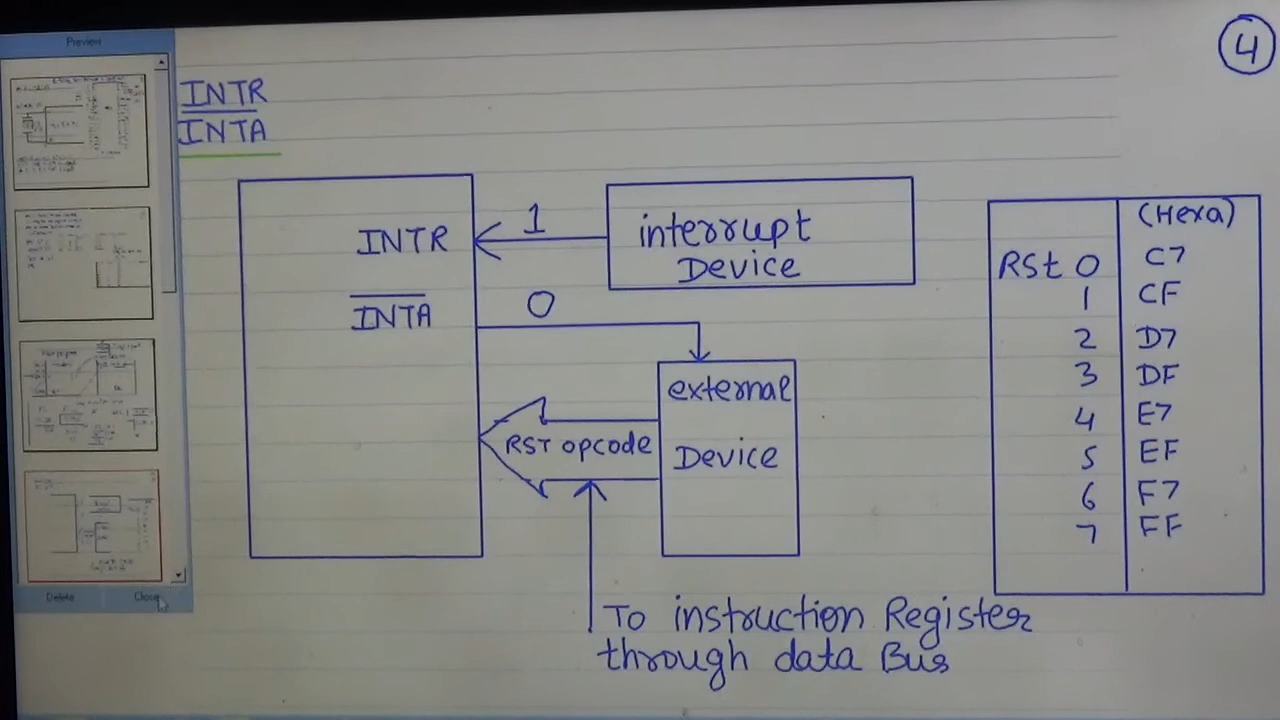 Preview
4
INTR
INTA
INTR
1
interrupt
Device
INTA
0
external
Device
RST opcode
To instruction Register
through data Bus
(Hexa)
RSt 0 C7
1 CF
2 D7
3 DF
4 E7
5 EF
6 F7
7 FF
Delete Close